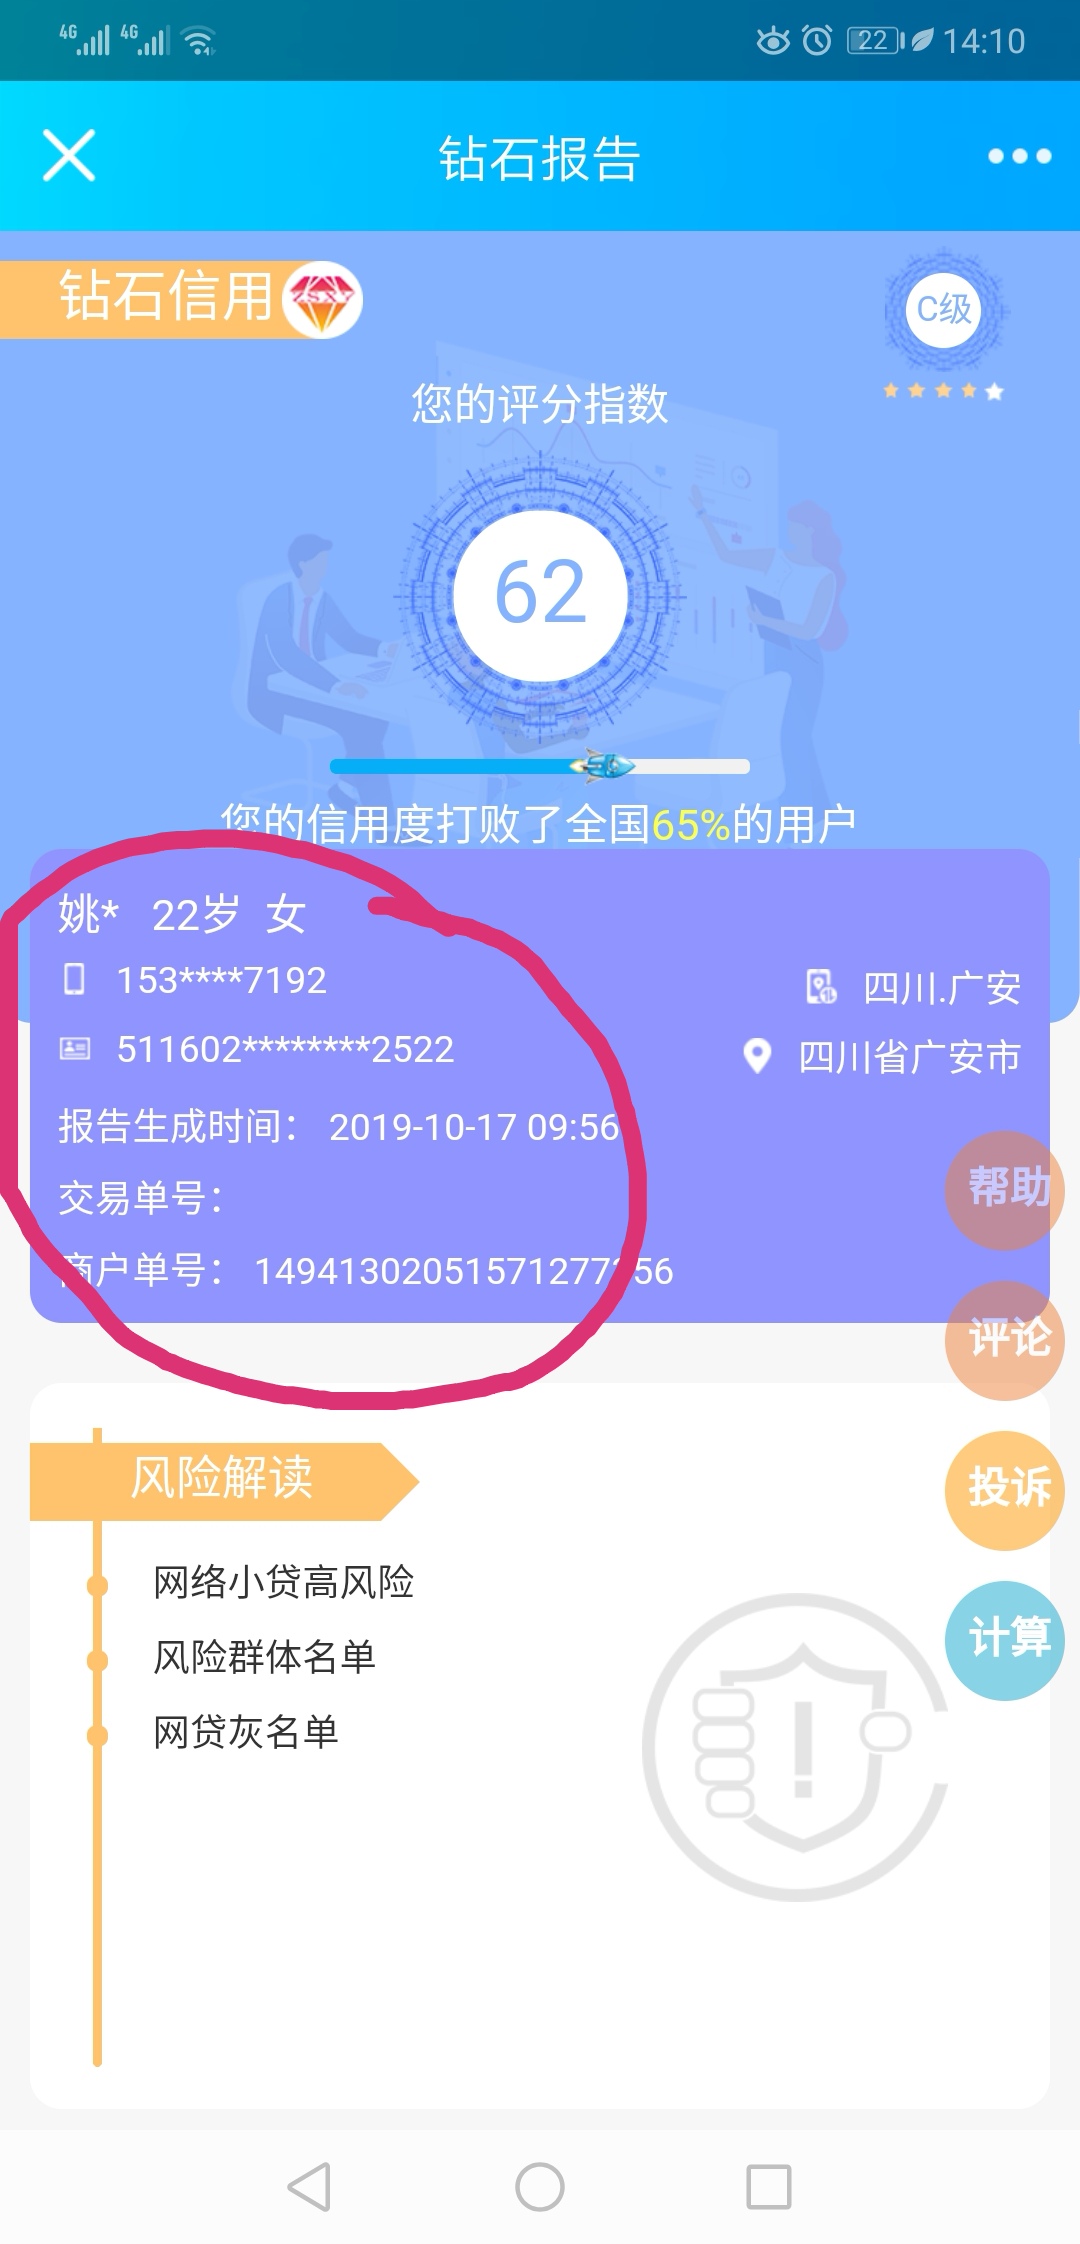 4G 4G 22 14:10
钻石报告
钻石信用 ZSXY
C级
您的评分指数
62
您的信用度打败了全国65%的用户
姚* 22岁 女
153****7192
四川.广安
511602********2522
四川省广安市
报告生成时间： 2019-10-17 09:56
帮助
交易单号：
商户单号：
评论
风险解读
投诉
网络小贷高风险
计算
风险群体名单
网贷灰名单